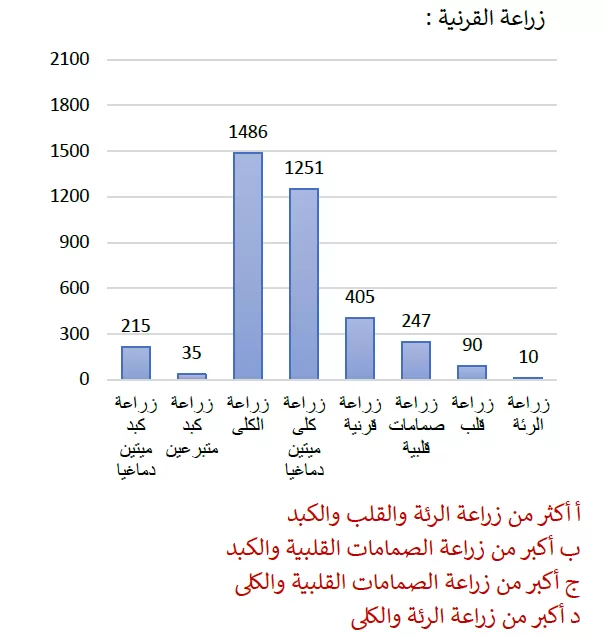 زراعة القرنية :
2100
1800
1500
1200
900
600
300
0
215
35
1486
1251
405
247
90
10
زراعة كبد ميتين دماغيا
زراعة كبد متبرعين
زراعة الكلى
زراعة كلى ميتين دماغيا
زراعة قرنية
زراعة صمامات قلبية
زراعة قلب
زراعة الرئة
أ أكثر من زراعة الرئة والقلب والكبد
ب أكبر من زراعة الصمامات القلبية والكبد
ج أكبر من زراعة الصمامات القلبية والكلى
د أكبر من زراعة الرئة والكلى